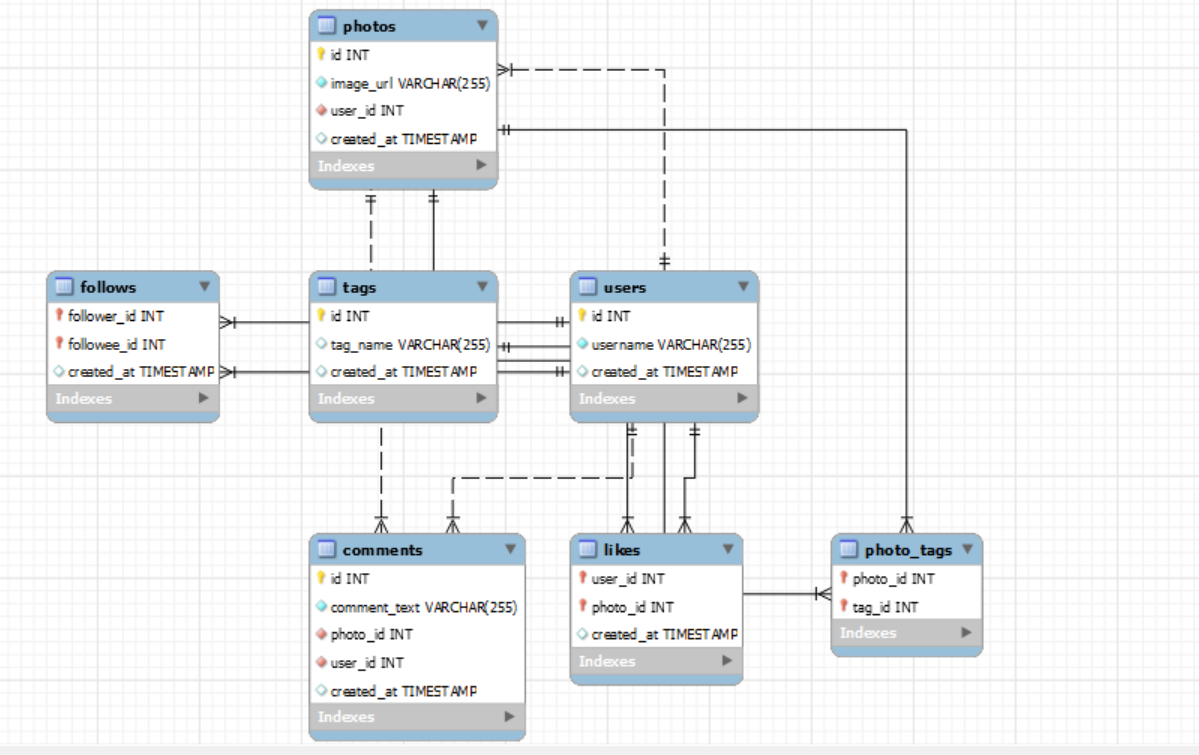 photos
id INT
image_url VARCHAR(255)
user_id INT
created_at TIMESTAMP
Indexes
follows
follower_id INT
followee_id INT
created_at TIMESTAMP
Indexes
tags
id INT
tag_name VARCHAR(255)
created_at TIMESTAMP
Indexes
users
id INT
username VARCHAR(255)
created_at TIMESTAMP
Indexes
comments
id INT
comment_text VARCHAR(255)
photo_id INT
user_id INT
created_at TIMESTAMP
Indexes
likes
user_id INT
photo_id INT
created_at TIMESTAMP
Indexes
photo_tags
photo_id INT
tag_id INT
Indexes